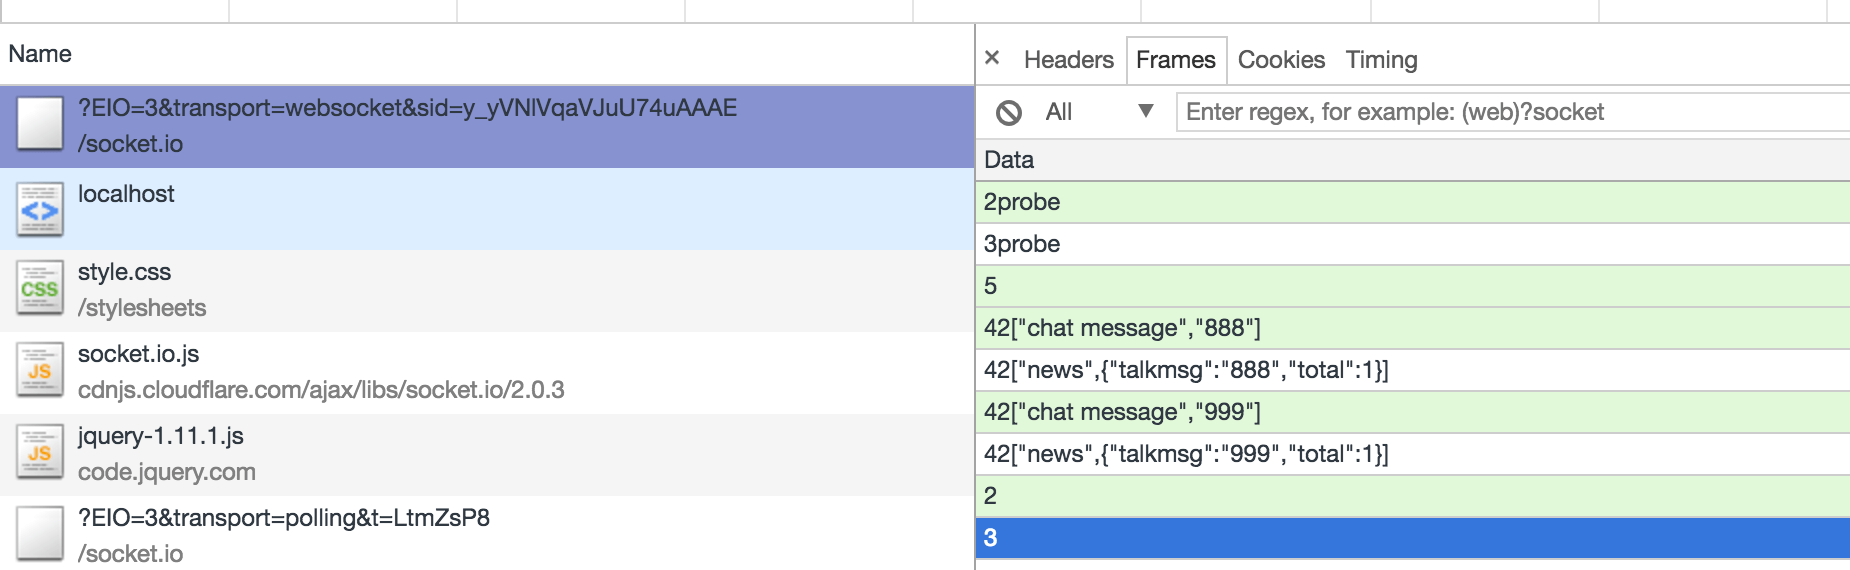 Name
?EIO=3&transport=websocket&sid=y_yVNlVqaVJuU74uAAAE
/socket.io
<>
localhost
CSS
style.css
/stylesheets
JS
socket.io.js
cdnjs.cloudflare.com/ajax/libs/socket.io/2.0.3
JS
jquery-1.11.1.js
code.jquery.com
?EIO=3&transport=polling&t=LtmZsP8
/socket.io
× Headers Frames Cookies Timing
All ▼ Enter regex, for example: (web)?socket
Data
2probe
3probe
5
42["chat message","888"]
42["news",{"talkmsg":"888","total":1}]
42["chat message","999"]
42["news",{"talkmsg":"999","total":1}]
2
3